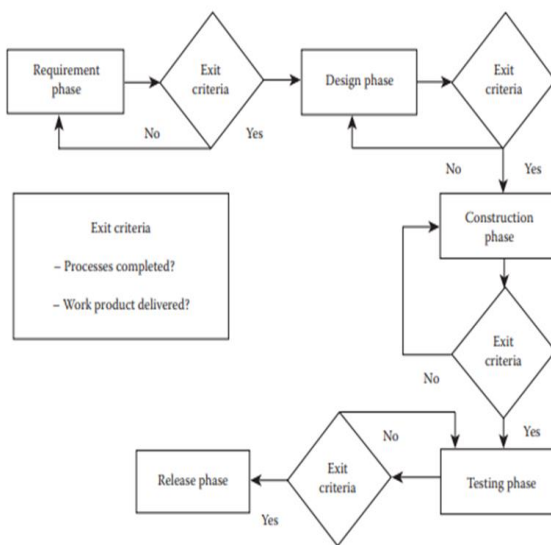 Requirement
phase
Exit
criteria
Design phase
Exit
criteria
No
Yes
No
Yes
Exit criteria
– Processes completed?
– Work product delivered?
Construction
phase
Exit
criteria
No
Yes
No
Release phase
Exit
criteria
Testing phase
Yes